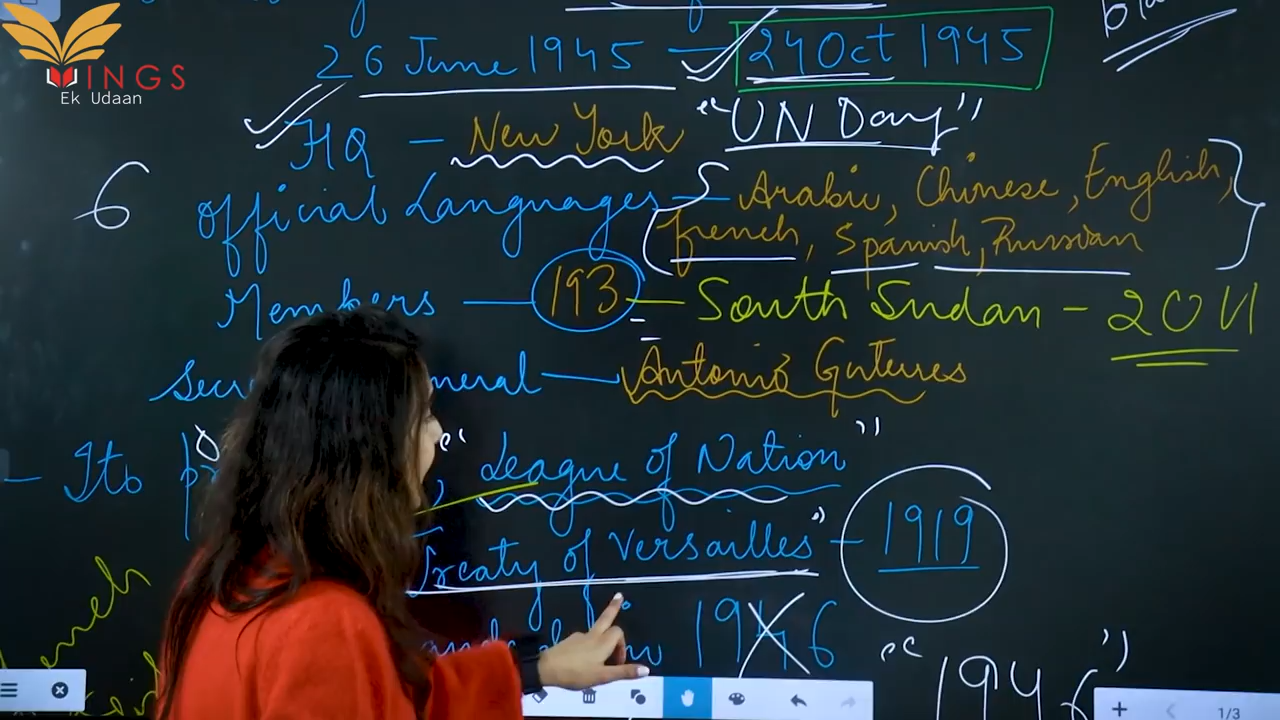 WINGS
Ek Udaan
26 June 1945 — 24 Oct 1945
HQ — New York "UN Day"
6 Official Languages — Arabic, Chinese, English,
French, Spanish, Russian
Members — 193 — South Sudan - 2011
neral — Antonio Guterres
- Its League of Nation"
Treaty of Versailles" — 1919
1946 "1946"
1/3